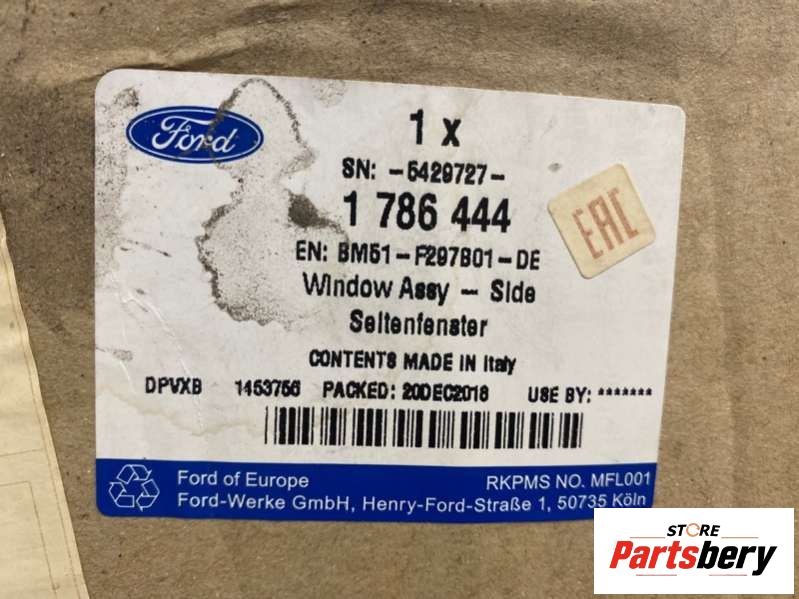 Ford
1 x
SN: -5429727-
1 786 444
EAC
EN: BM51-F297B01-DE
Window Assy - Side
Seitenfenster
CONTENTS MADE IN Italy
DPVXB 1453756 PACKED: 20DEC2018 USE BY: *******
Ford of Europe RKPMS NO. MFL001
Ford-Werke GmbH, Henry-Ford-Straße 1, 50735 Köln
STORE
Partsbery